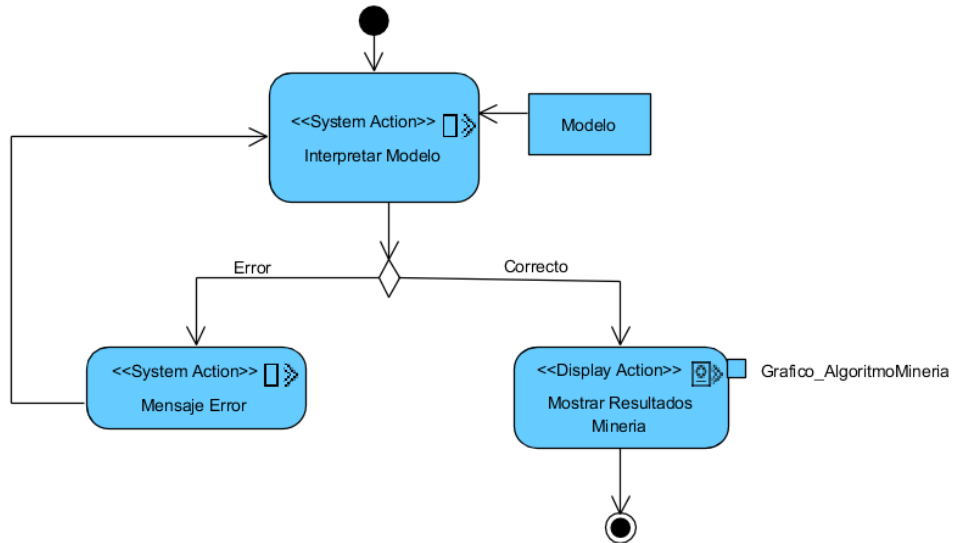 <<System Action>>
Interpretar Modelo
Modelo
Error
Correcto
<<System Action>>
Mensaje Error
<<Display Action>>
Mostrar Resultados
Mineria
Grafico_AlgoritmoMineria